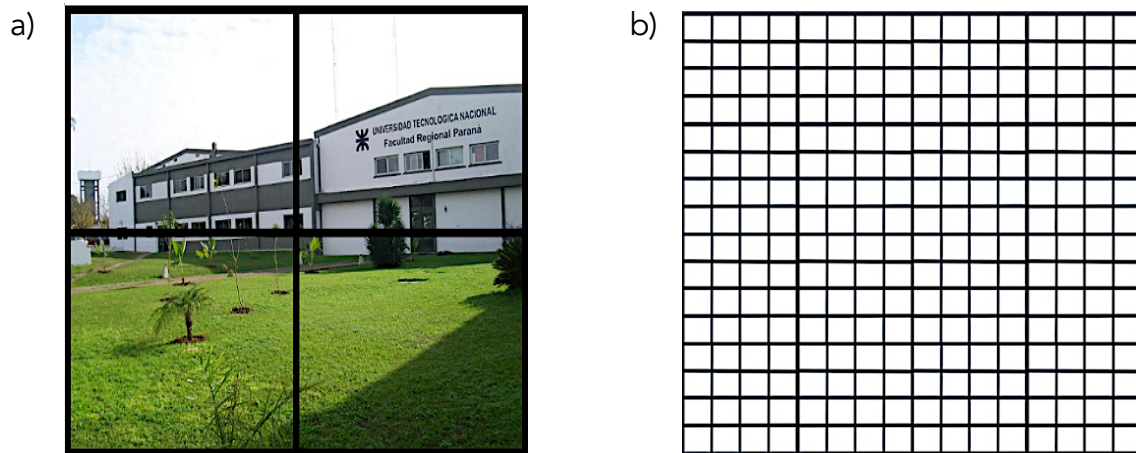 a)
b)
UNIVERSIDAD TECNOLOGICA NACIONAL
Facultad Regional Paraná